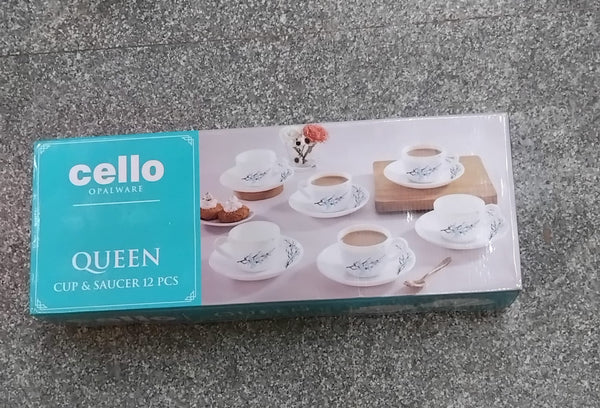 cello
OPALWARE
QUEEN
CUP & SAUCER 12 PCS